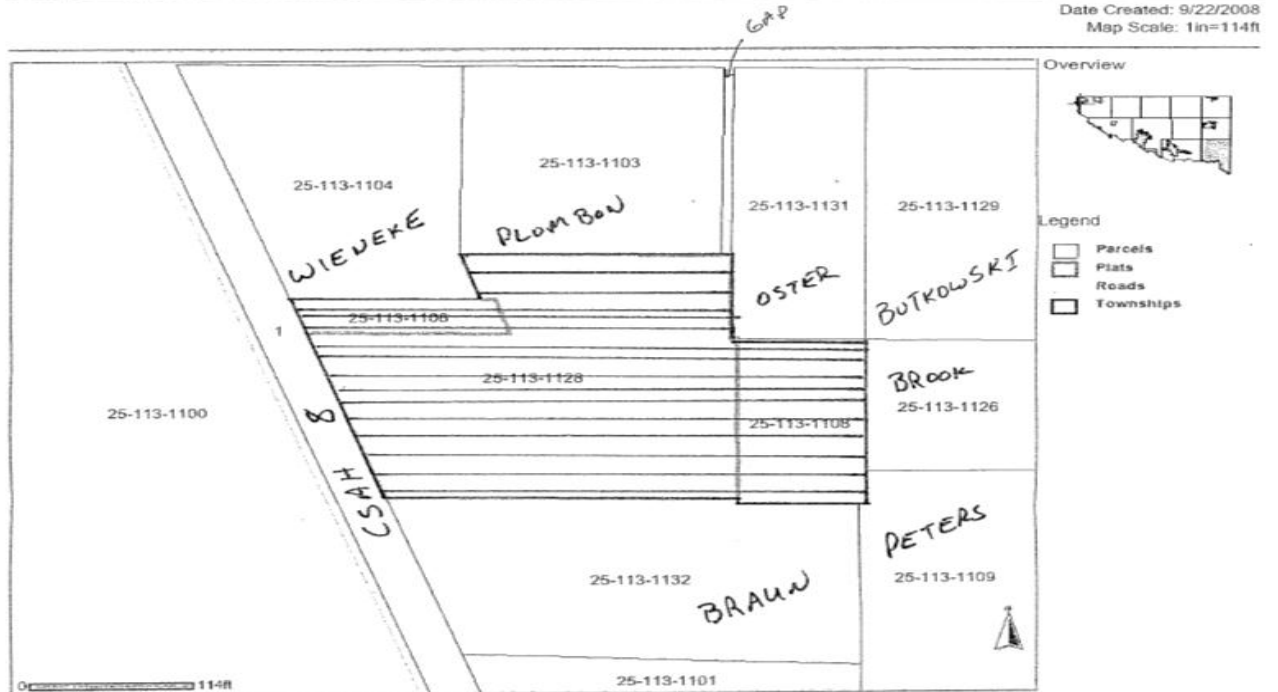 GAP
Date Created: 9/22/2008
Map Scale: 1in=114ft
Overview
25-113-1103
25-113-1104
25-113-1131
25-113-1129
Legend
Parcels
Plats
Roads
Townships
WIENEKE
PLOMBON
OSTER
BUTKOWSKI
25-113-1106
1
25-113-1128
BROOK
25-113-1126
25-113-1100
25-113-1108
CSAH 8
PETERS
25-113-1132
25-113-1109
BRAUN
25-113-1101
0 114ft